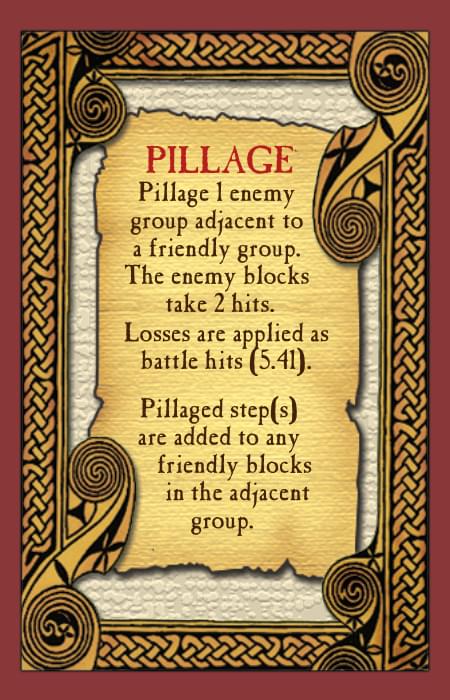 PILLAGE
Pillage 1 enemy
group adjacent to
a friendly group.
The enemy blocks
take 2 hits.
Losses are applied as
battle hits (5.41).
Pillaged step(s)
are added to any
friendly blocks
in the adjacent
group.